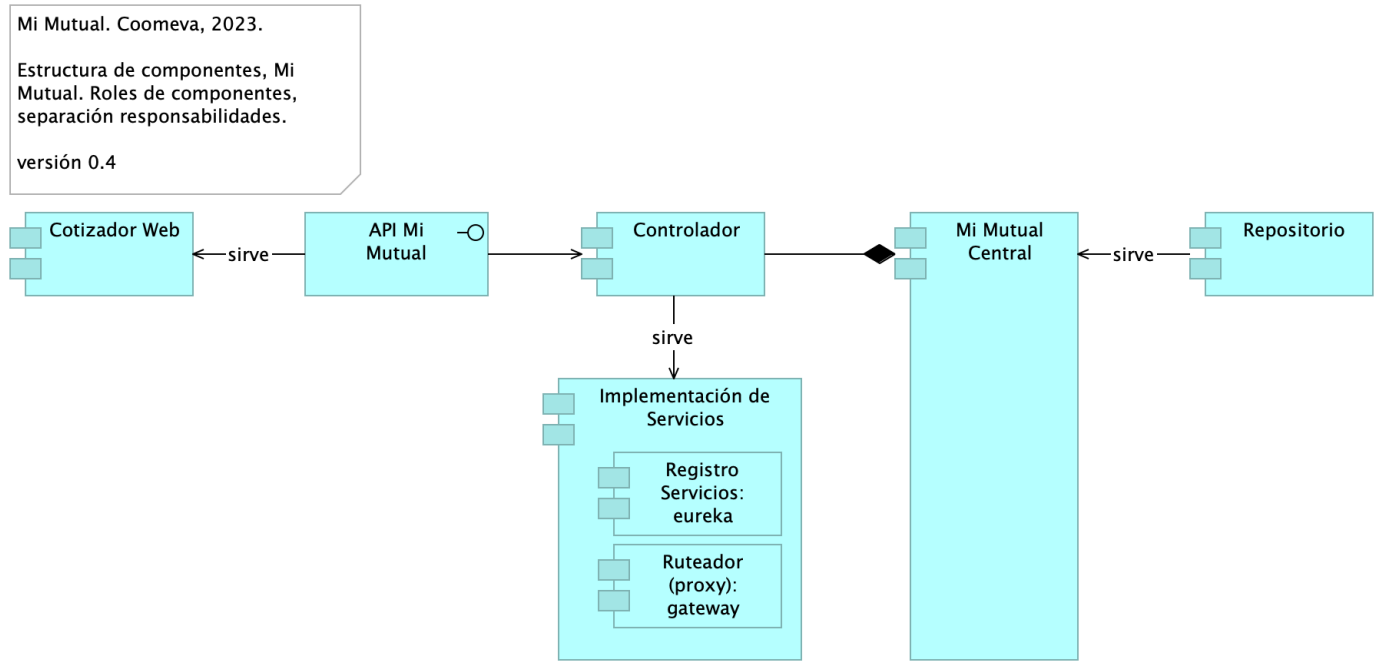 Mi Mutual. Coomeva, 2023.
Estructura de componentes, Mi
Mutual. Roles de componentes,
separación responsabilidades.
versión 0.4
Cotizador Web
sirve
API Mi
Mutual
Controlador
Mi Mutual
Central
sirve
Repositorio
sirve
Implementación de
Servicios
Registro
Servicios:
eureka
Ruteador
(proxy):
gateway